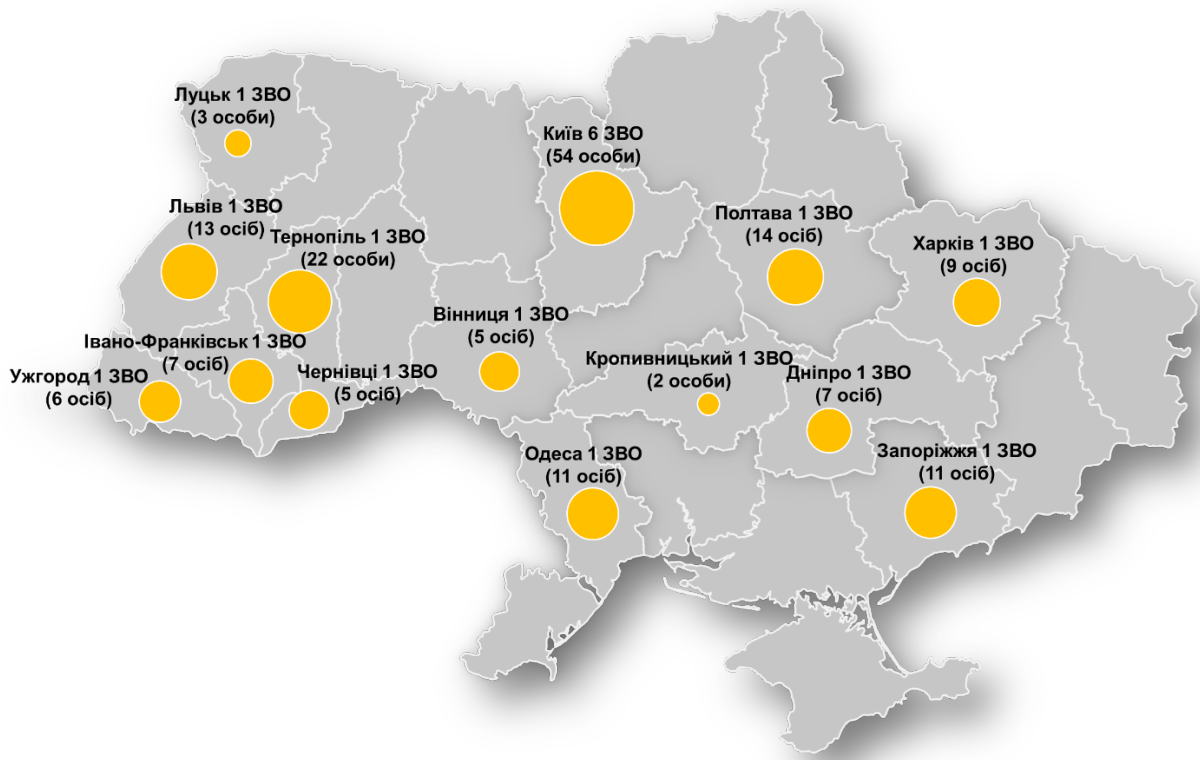 Луцьк 1 ЗВО
(3 особи)
Київ 6 ЗВО
(54 особи)
Львів 1 ЗВО
(13 осіб)
Тернопіль 1 ЗВО
(22 особи)
Полтава 1 ЗВО
(14 осіб)
Харків 1 ЗВО
(9 осіб)
Вінниця 1 ЗВО
(5 осіб)
Івано-Франківськ 1 ЗВО
(7 осіб)
Ужгород 1 ЗВО
(6 осіб)
Чернівці 1 ЗВО
(5 осіб)
Кропивницький 1 ЗВО
(2 особи)
Дніпро 1 ЗВО
(7 осіб)
Одеса 1 ЗВО
(11 осіб)
Запоріжжя 1 ЗВО
(11 осіб)